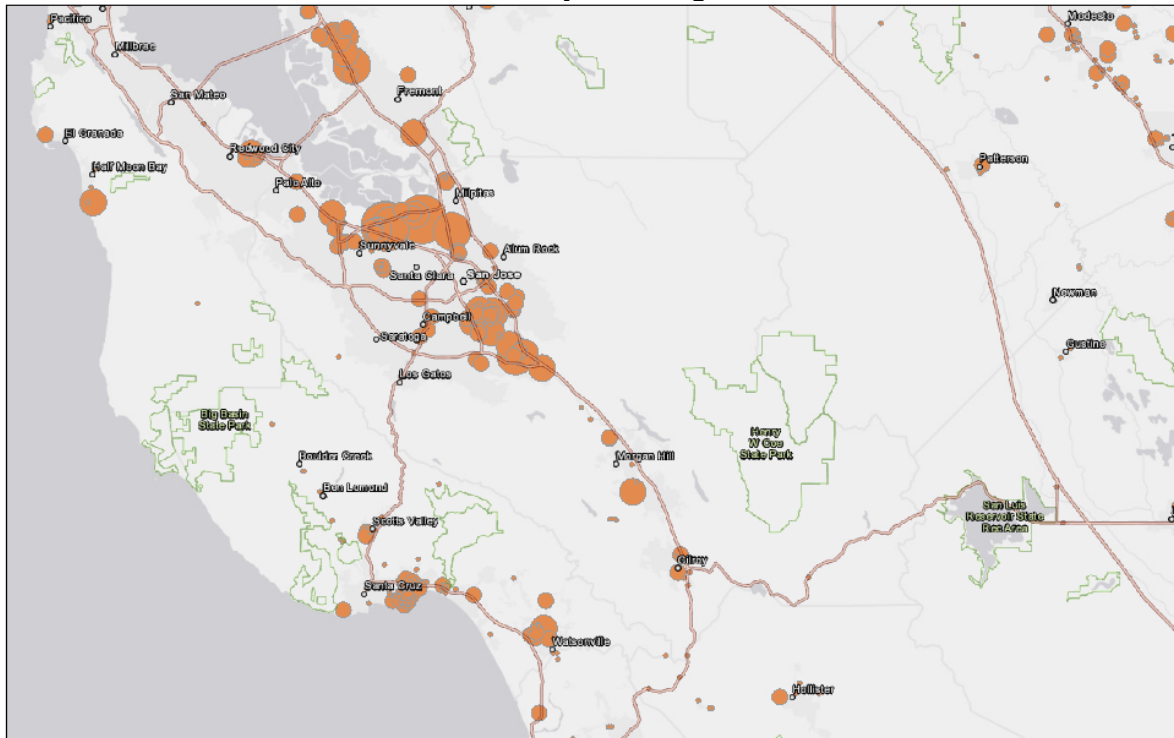 Pacifica
Modesto
Millbrae
San Mateo
Fremont
El Granada
Redwood City
Half Moon Bay
Patterson
Palo Alto
Milpitas
Sunnyvale
Alum Rock
Santa Clara
San Jose
Newman
Campbell
Saratoga
Gustine
Los Gatos
Big Basin
State Park
Henry
W Coe
State Park
Boulder Creek
Morgan Hill
Ben Lomond
San Luis
Reservoir State
Rec Area
Scotts Valley
Gilroy
Santa Cruz
Watsonville
Hollister